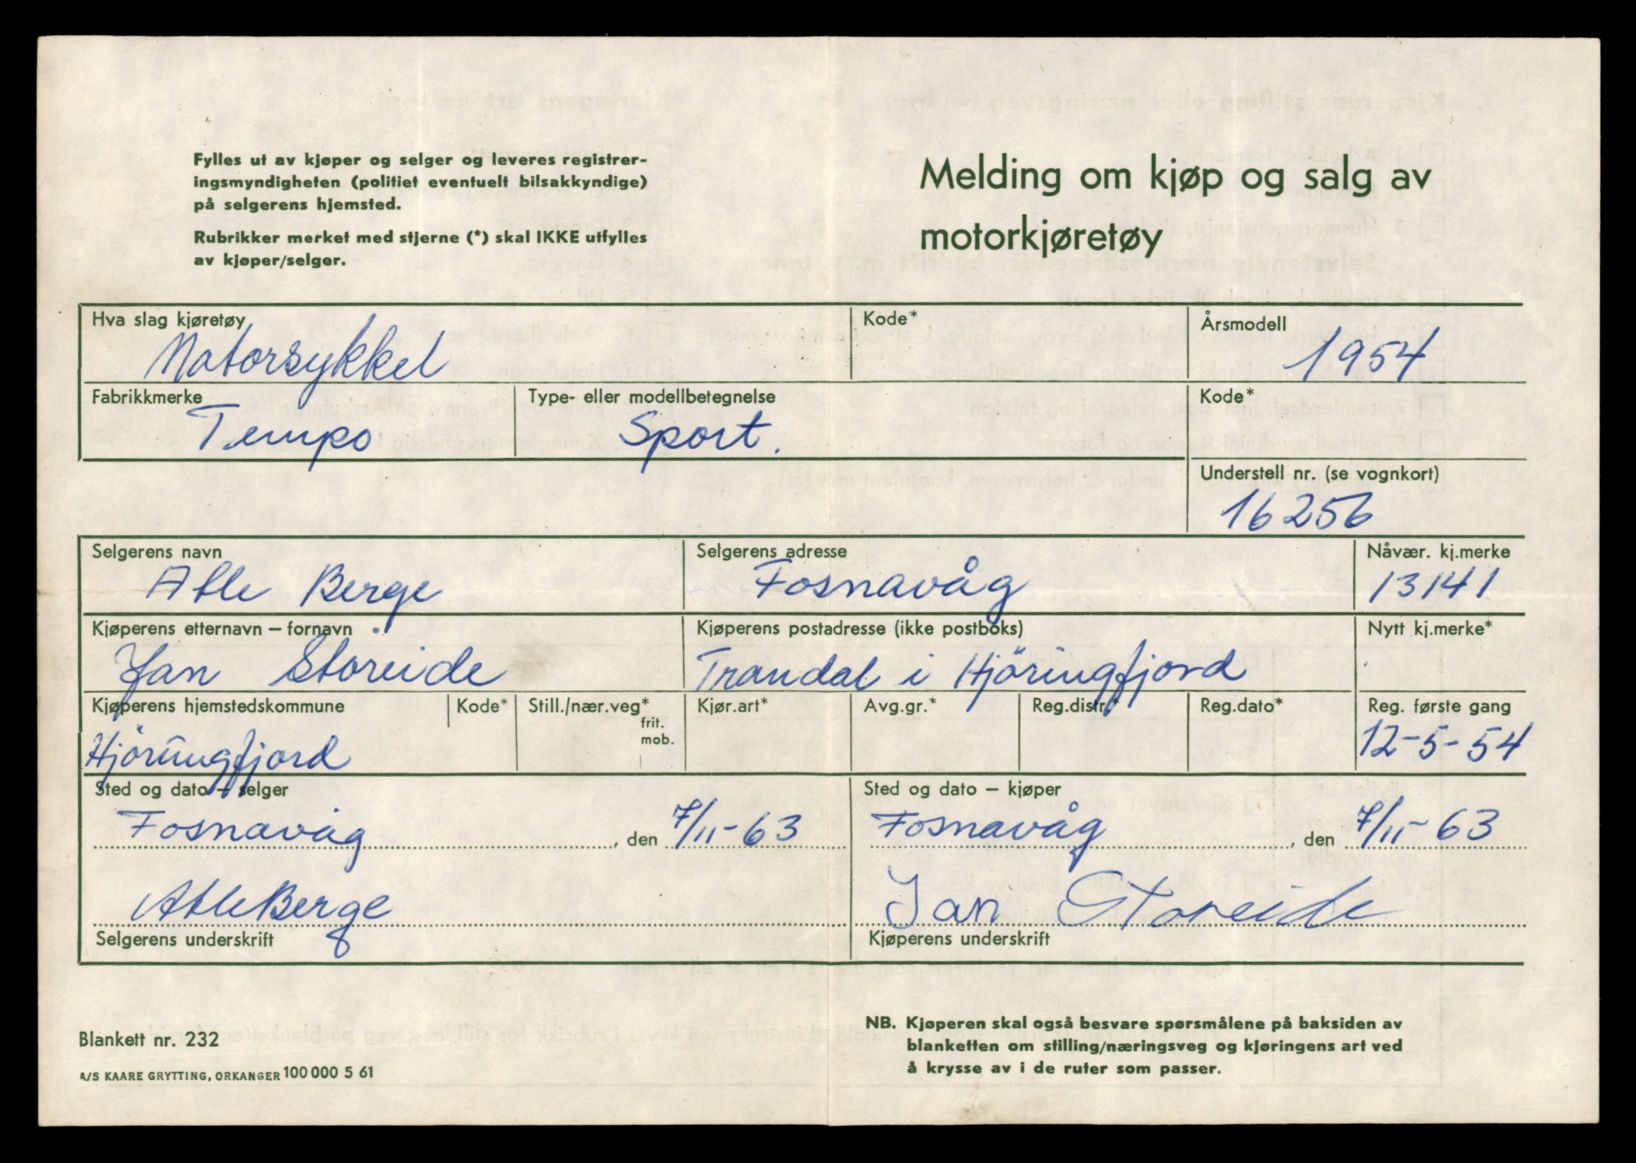 Fylles ut av kjøper og selger og leveres registrer-
ingsmyndigheten (politiet eventuelt bilsakkyndige)
på selgerens hjemsted.
Rubrikker merket med stjerne (*) skal IKKE utfylles
av kjøper/selger.
Melding om kjøp og salg av
motorkjøretøy
Hva slag kjøretøy
Motorsykkel
Kode*
Årsmodell
1954
Fabrikkmerke
Tempo
Type- eller modellbetegnelse
Sport.
Kode*
Understell nr. (se vognkort)
16256
Selgerens navn
Atle Berge
Selgerens adresse
Fosnavåg
Nåvær. kj.merke
13141
Kjøperens etternavn – fornavn
Jan Storeide
Kjøperens postadresse (ikke postboks)
Trandal i Hjöringfjord
Nytt kj.merke*
Kjøperens hjemstedskommune
Hjöringfjord
Kode*
Still./nær.veg*
frit.
mob.
Kjør.art*
Avg.gr.*
Reg.distr.*
Reg.dato*
Reg. første gang
12-5-54
Sted og dato – selger
Fosnavåg , den 7/11-63
Sted og dato – kjøper
Fosnavåg , den 7/11-63
Atle Berge
Selgerens underskrift
Jan Storeide
Kjøperens underskrift
Blankett nr. 232
A/S KAARE GRYTTING, ORKANGER 100 000 5 61
NB. Kjøperen skal også besvare spørsmålene på baksiden av
blanketten om stilling/næringsveg og kjøringens art ved
å krysse av i de ruter som passer.